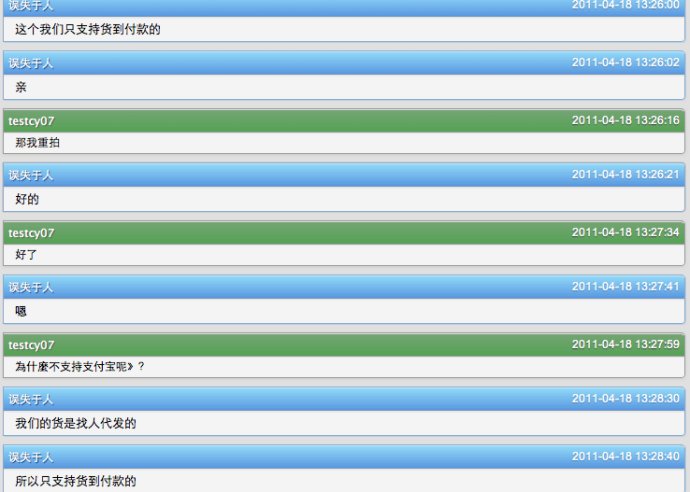 误失于人 2011-04-18 13:26:00
这个我们只支持货到付款的
误失于人 2011-04-18 13:26:02
亲
testcy07 2011-04-18 13:26:16
那我重拍
误失于人 2011-04-18 13:26:21
好的
testcy07 2011-04-18 13:27:34
好了
误失于人 2011-04-18 13:27:41
嗯
testcy07 2011-04-18 13:27:59
為什麼不支持支付宝呢》？
误失于人 2011-04-18 13:28:30
我们的货是找人代发的
误失于人 2011-04-18 13:28:40
所以只支持货到付款的